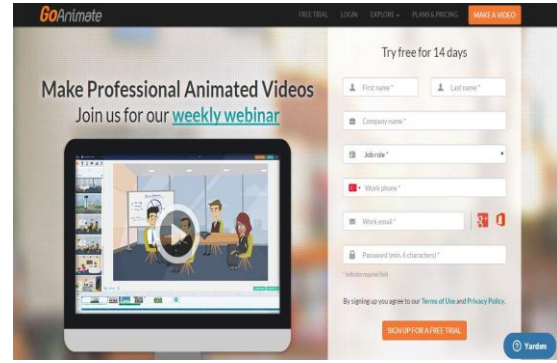 GoAnimate
FREE TRIAL LOGIN EXPLORE PLANS & PRICING MAKE A VIDEO
Make Professional Animated Videos
Join us for our weekly webinar
Try free for 14 days
First name * Last name *
Company name *
Job role *
Work phone *
Work email *
Password (min. 6 characters) *
* Indicates required field
By signing up you agree to our Terms of Use and Privacy Policy.
SIGN UP FOR A FREE TRIAL
Yardım